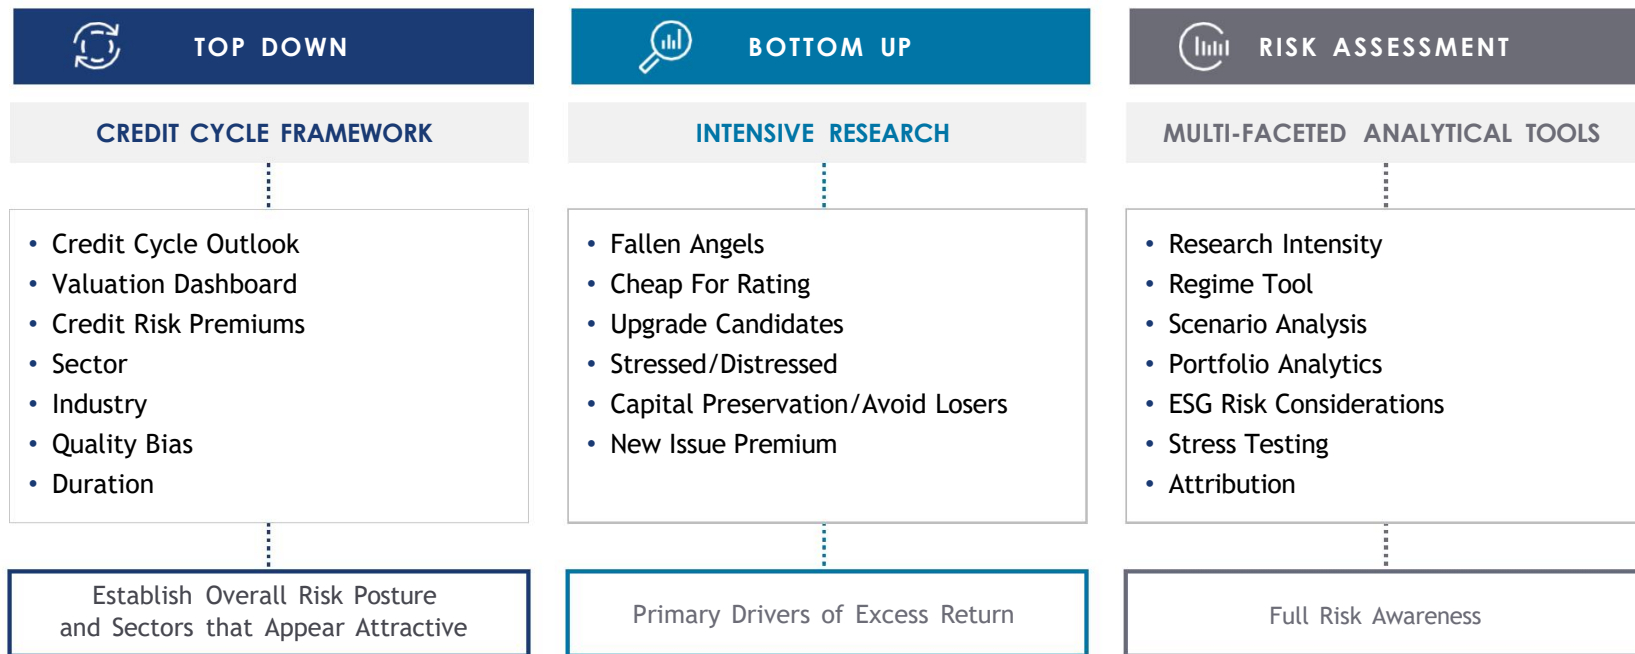 TOP DOWN
CREDIT CYCLE FRAMEWORK
• Credit Cycle Outlook
• Valuation Dashboard
• Credit Risk Premiums
• Sector
• Industry
• Quality Bias
• Duration
Establish Overall Risk Posture
and Sectors that Appear Attractive
BOTTOM UP
INTENSIVE RESEARCH
• Fallen Angels
• Cheap For Rating
• Upgrade Candidates
• Stressed/Distressed
• Capital Preservation/Avoid Losers
• New Issue Premium
Primary Drivers of Excess Return
RISK ASSESSMENT
MULTI-FACETED ANALYTICAL TOOLS
• Research Intensity
• Regime Tool
• Scenario Analysis
• Portfolio Analytics
• ESG Risk Considerations
• Stress Testing
• Attribution
Full Risk Awareness